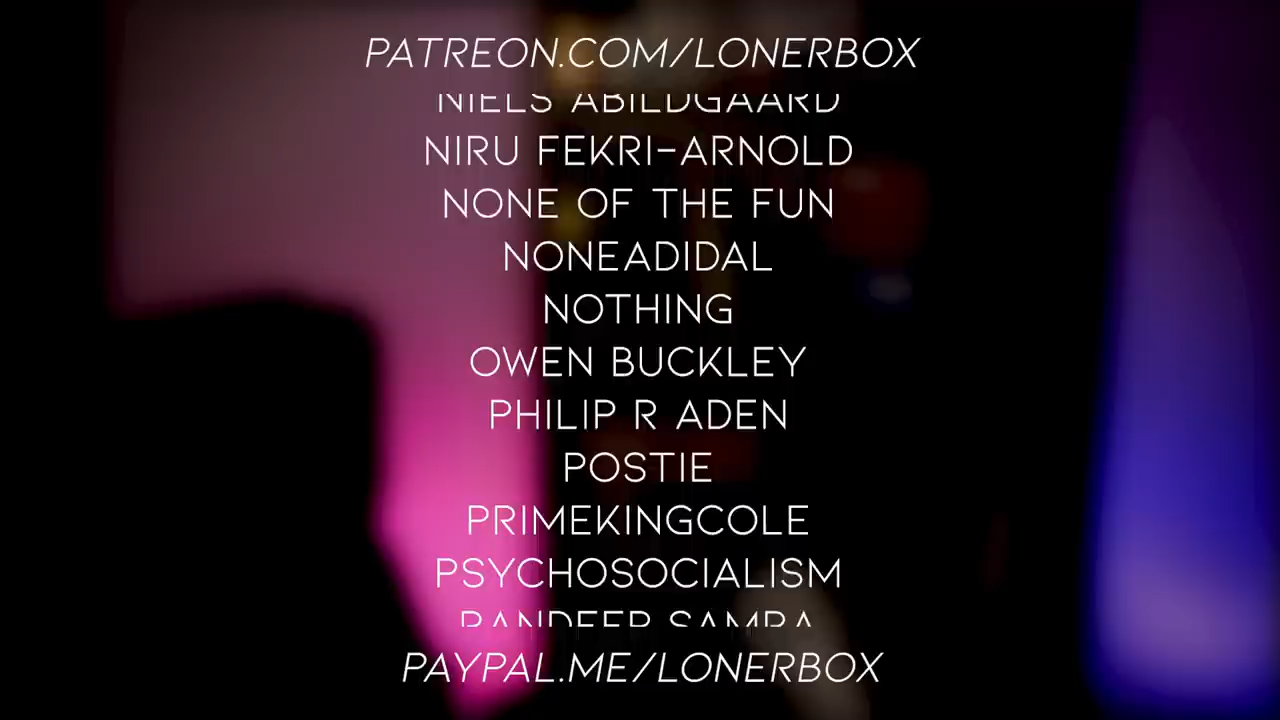 PATREON.COM/LONERBOX
NIELS ABILDGAARD
NIRU FEKRI-ARNOLD
NONE OF THE FUN
NONEADIDAL
NOTHING
OWEN BUCKLEY
PHILIP R ADEN
POSTIE
PRIMEKINGCOLE
PSYCHOSOCIALISM
PAYPAL.ME/LONERBOX